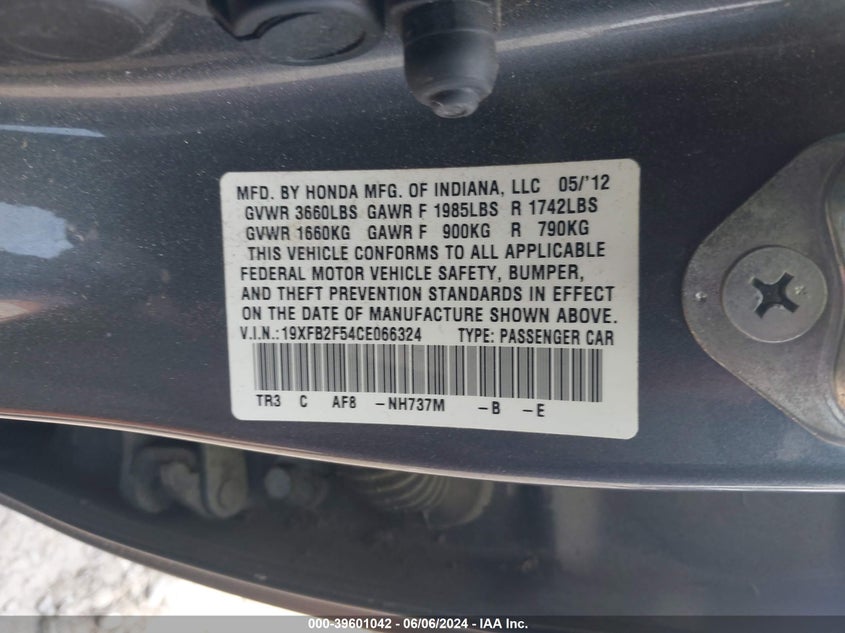 MFD. BY HONDA MFG. OF INDIANA, LLC 05/'12
GVWR 3660LBS GAWR F 1985LBS R 1742LBS
GVWR 1660KG GAWR F 900KG R 790KG
THIS VEHICLE CONFORMS TO ALL APPLICABLE
FEDERAL MOTOR VEHICLE SAFETY, BUMPER,
AND THEFT PREVENTION STANDARDS IN EFFECT
ON THE DATE OF MANUFACTURE SHOWN ABOVE.
V.I.N.:19XFB2F54CE066324 TYPE: PASSENGER CAR
TR3 C AF8 -NH737M -B -E
000-39601042 - 06/06/2024 - IAA Inc.